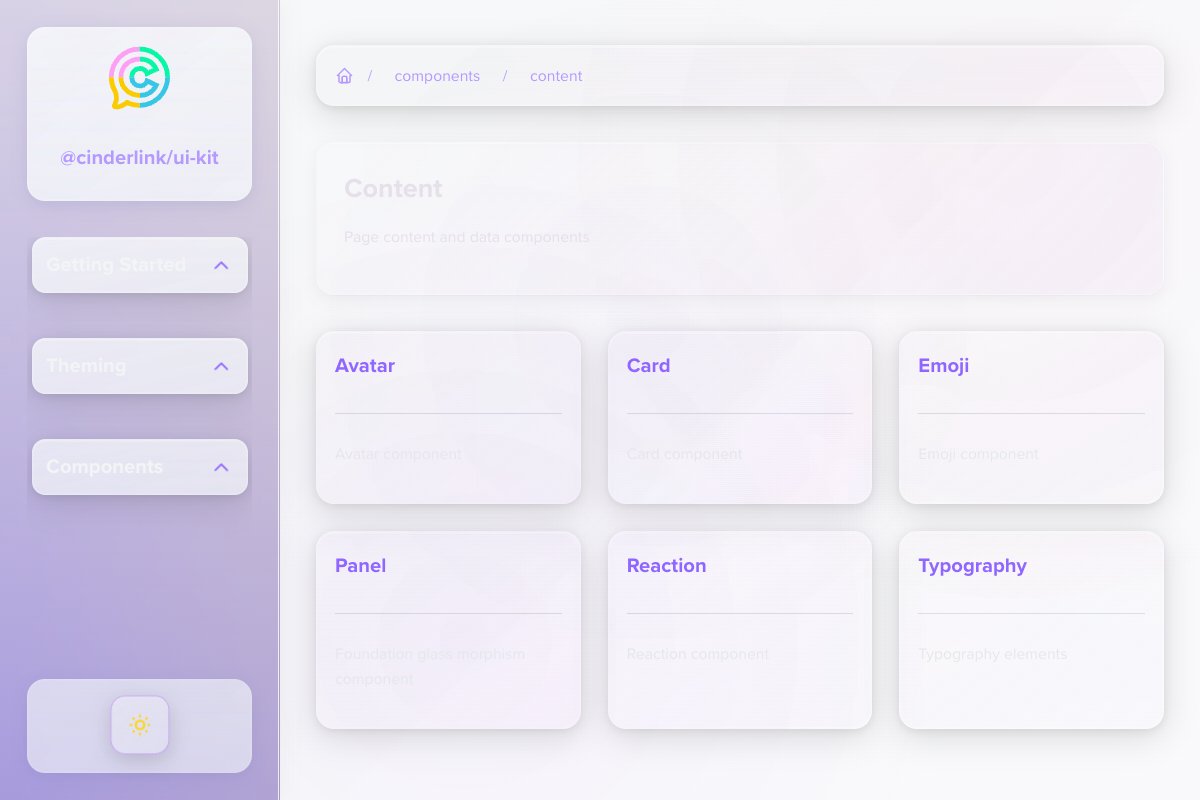 @cinderlink/ui-kit
Getting Started
Theming
Components
/ components / content
Content
Page content and data components
Avatar
Avatar component
Card
Card component
Emoji
Emoji component
Panel
Foundation glass morphism
component
Reaction
Reaction component
Typography
Typography elements